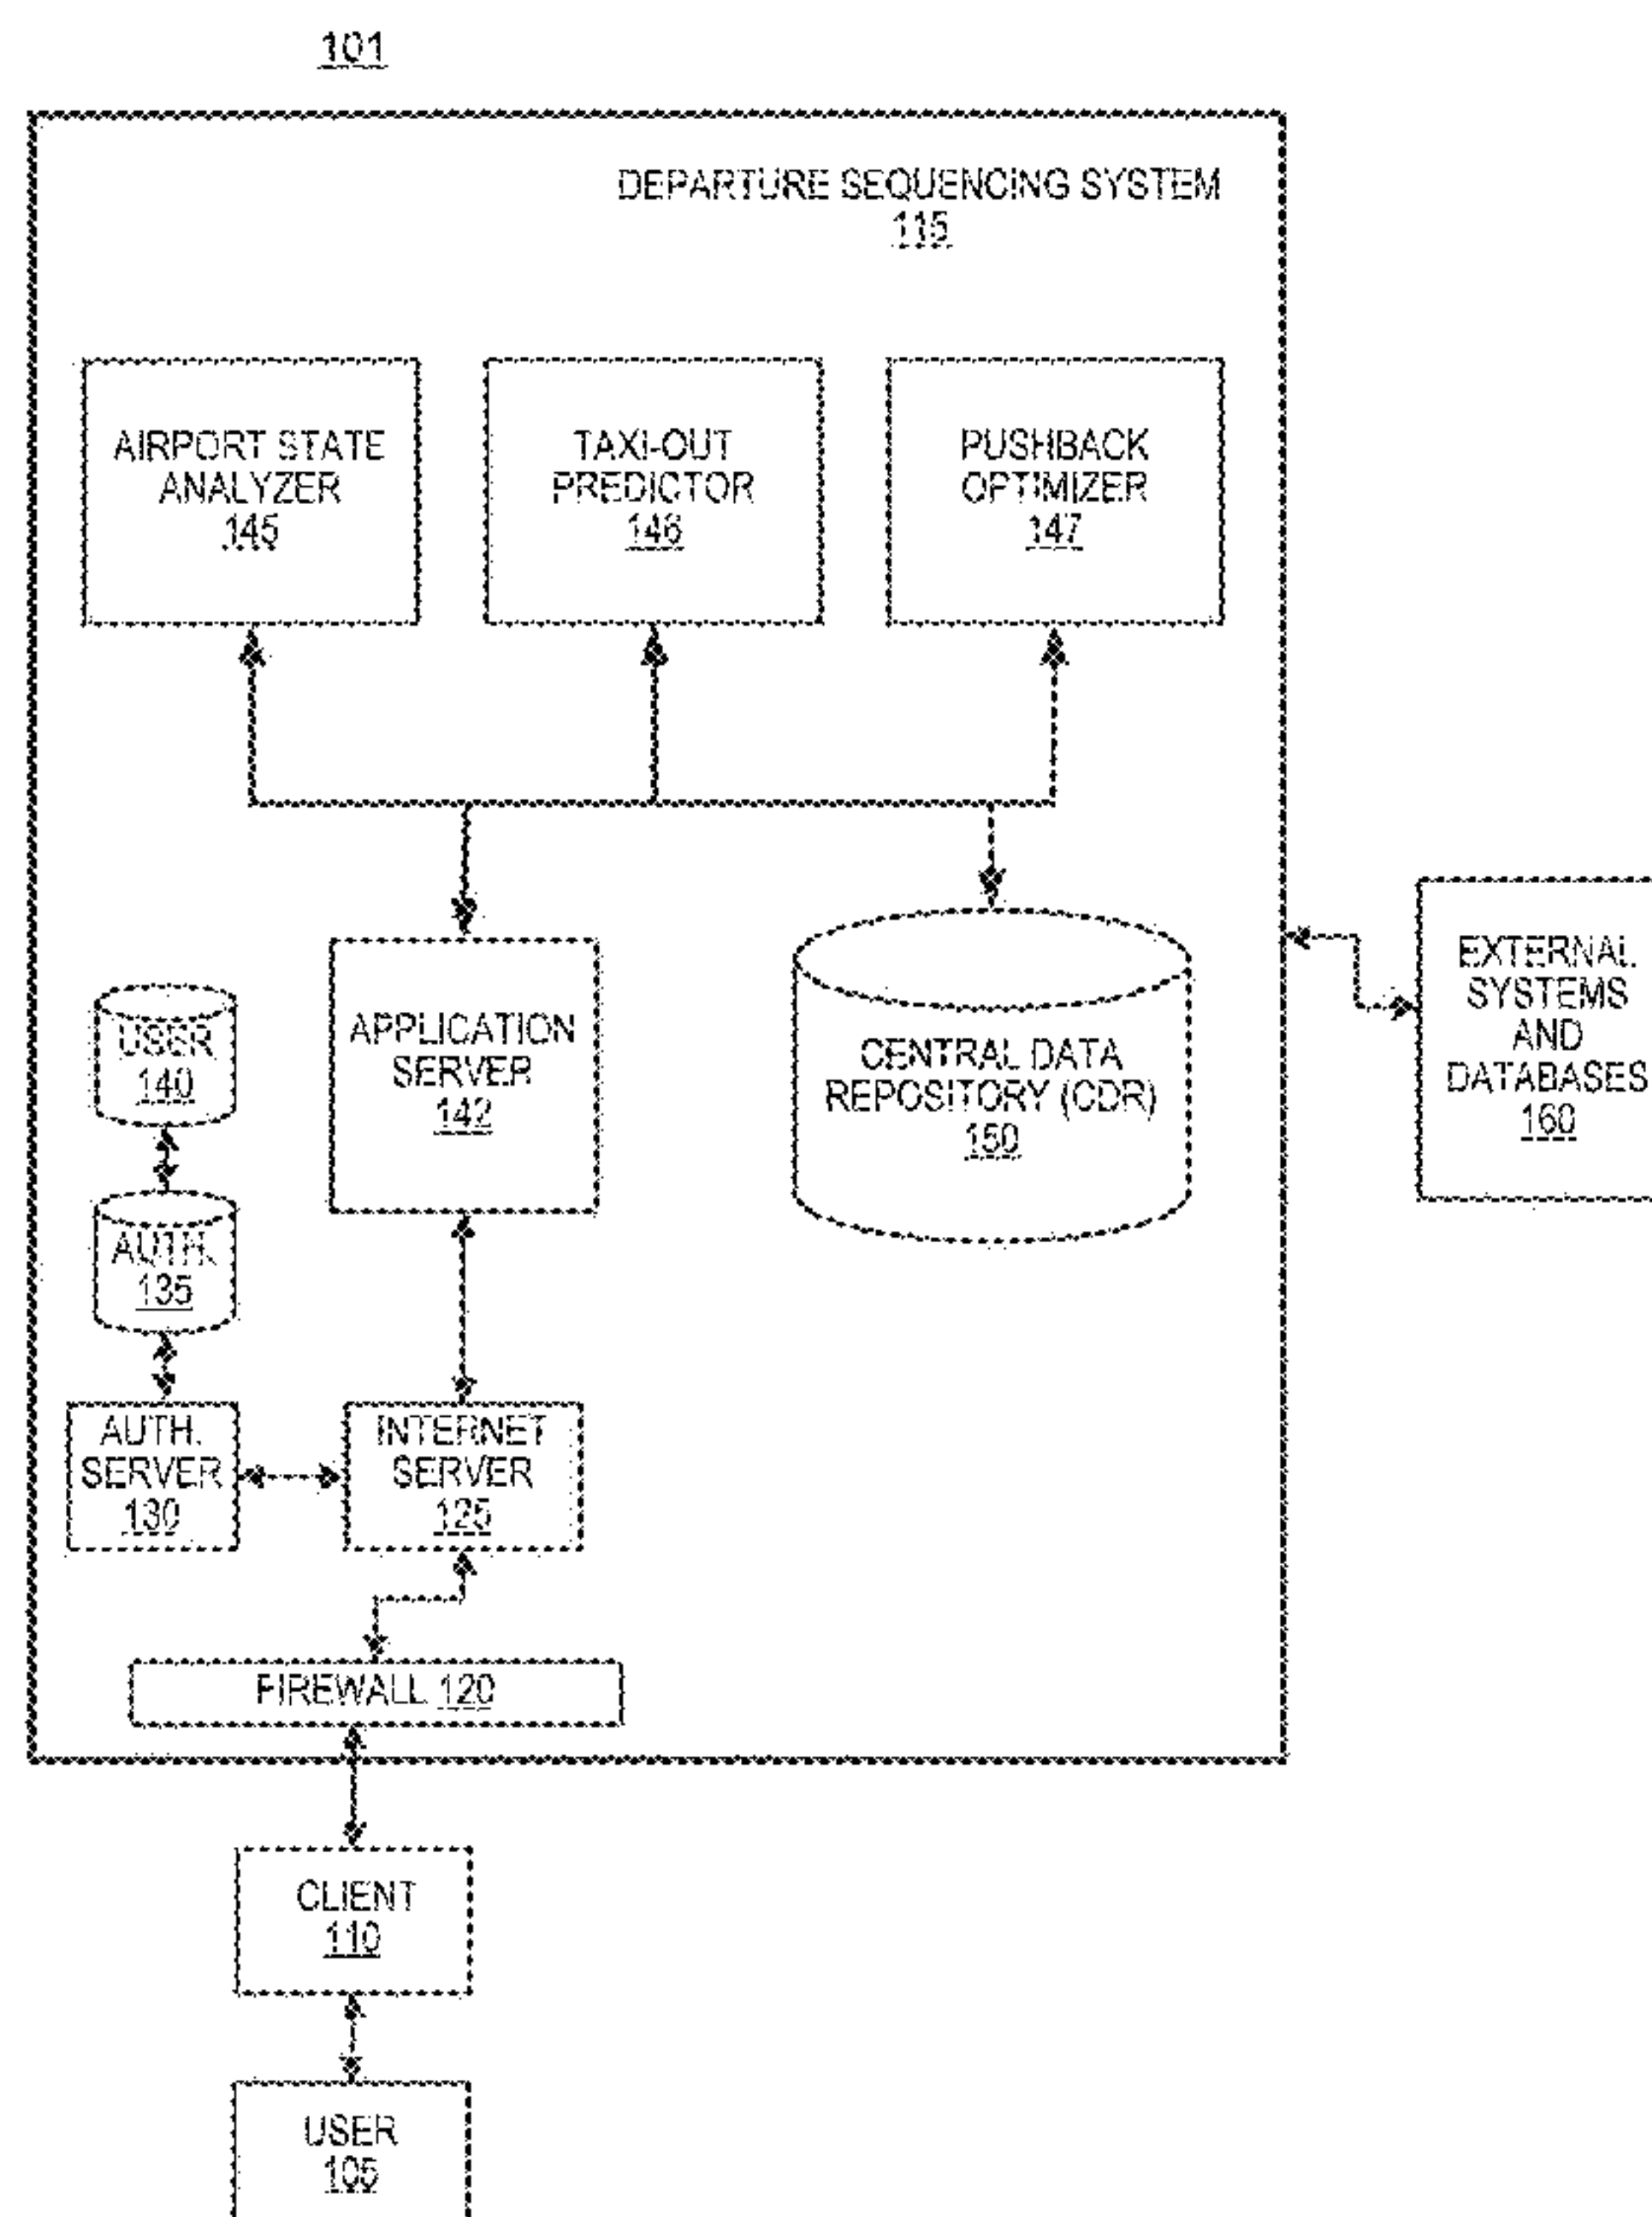 101
DEPARTURE SEQUENCING SYSTEM
115
AIRPORT STATE
ANALYZER
145
TAXI-OUT
PREDICTOR
146
PUSHBACK
OPTIMIZER
147
EXTERNAL
SYSTEMS
AND
DATABASES
160
USER
140
APPLICATION
SERVER
142
CENTRAL DATA
REPOSITORY (CDR)
150
AUTH.
135
AUTH.
SERVER
130
INTERNET
SERVER
125
FIREWALL 120
CLIENT
110
USER
105